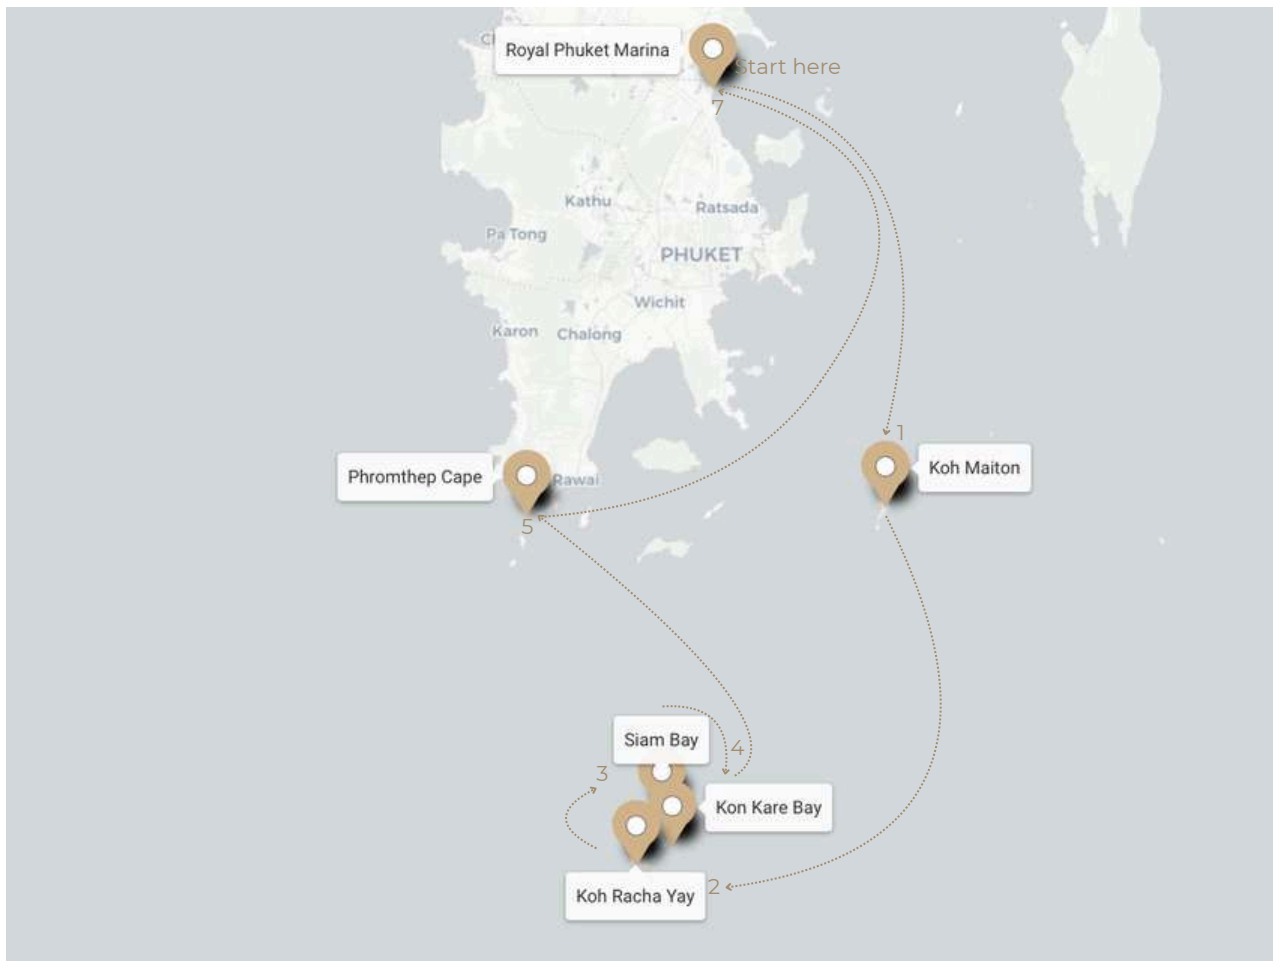 Royal Phuket Marina
Start here
7
Kathu
Ratsada
Pa Tong
PHUKET
Wichit
Karon
Chalong
1
Koh Maiton
Phromthep Cape
Rawai
5
Siam Bay
4
3
Kon Kare Bay
2
Koh Racha Yay